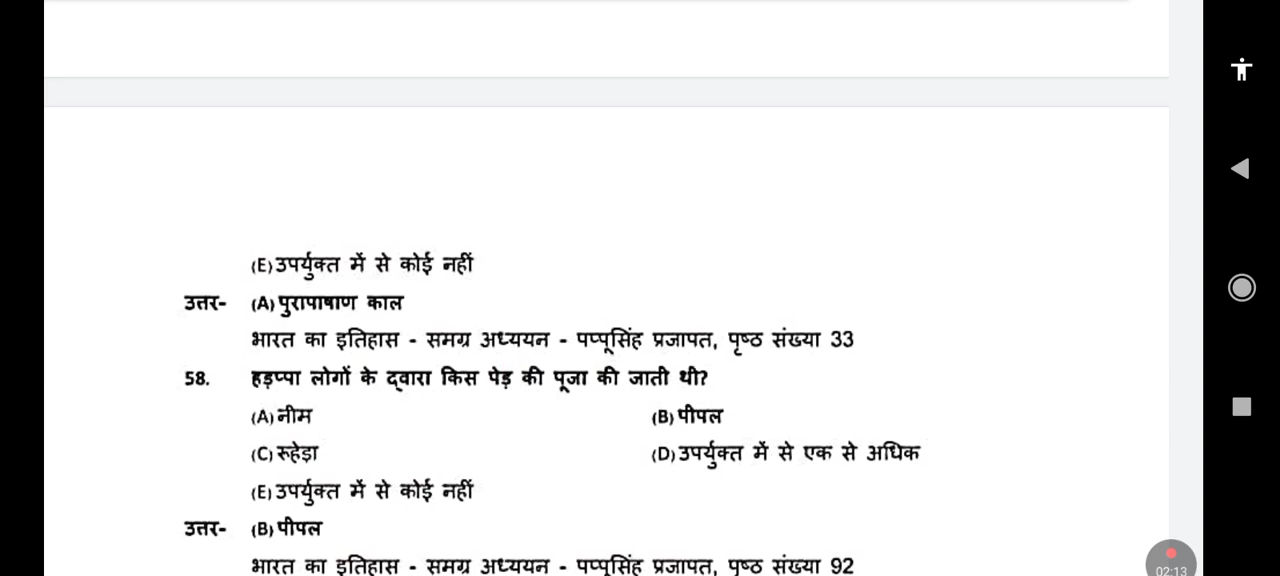 (E) उपर्युक्त में से कोई नहीं
उत्तर- (A) पुरापाषाण काल
भारत का इतिहास - समग्र अध्ययन - पप्पूसिंह प्रजापत, पृष्ठ संख्या 33
58. हड़प्पा लोगों के द्वारा किस पेड़ की पूजा की जाती थी?
(A) नीम (B) पीपल
(C) रूहेड़ा (D) उपर्युक्त में से एक से अधिक
(E) उपर्युक्त में से कोई नहीं
उत्तर- (B) पीपल
भारत का इतिहास - समग्र अध्ययन - पप्पूसिंह प्रजापत, पृष्ठ संख्या 92
02:13